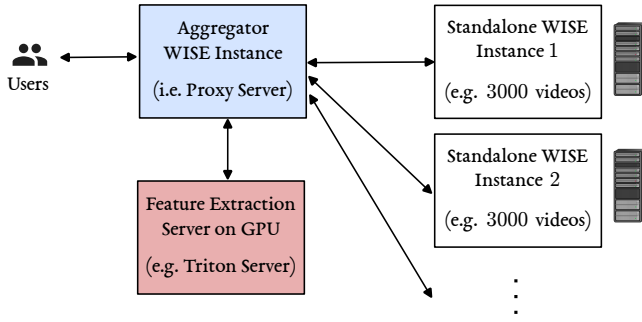 Users
Aggregator
WISE Instance
(i.e. Proxy Server)
Feature Extraction
Server on GPU
(e.g. Triton Server)
Standalone WISE
Instance 1
(e.g. 3000 videos)
Standalone WISE
Instance 2
(e.g. 3000 videos)